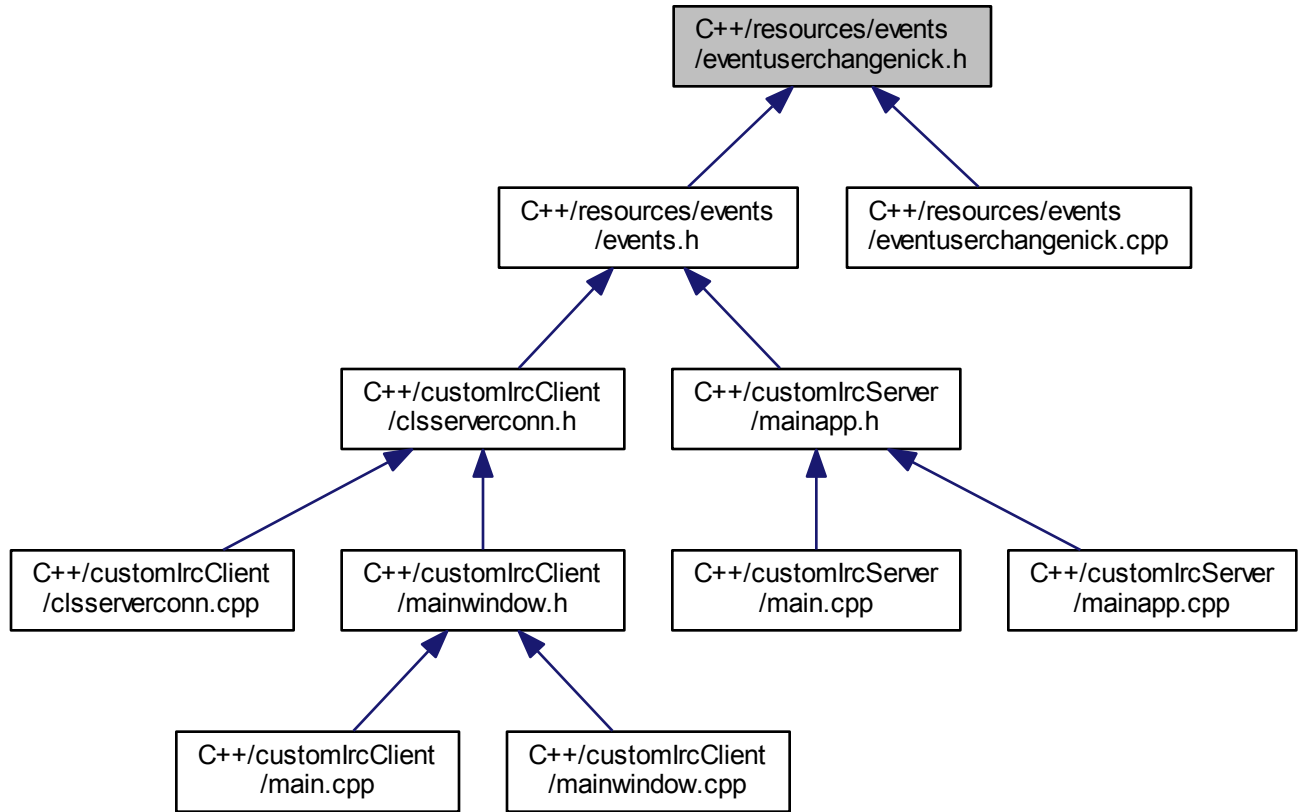 C++/resources/events
/eventuserchangenick.h
C++/resources/events
/events.h
C++/resources/events
/eventuserchangenick.cpp
C++/customIrcClient
/clsserverconn.h
C++/customIrcServer
/mainapp.h
C++/customIrcClient
/clsserverconn.cpp
C++/customIrcClient
/mainwindow.h
C++/customIrcServer
/main.cpp
C++/customIrcServer
/mainapp.cpp
C++/customIrcClient
/main.cpp
C++/customIrcClient
/mainwindow.cpp